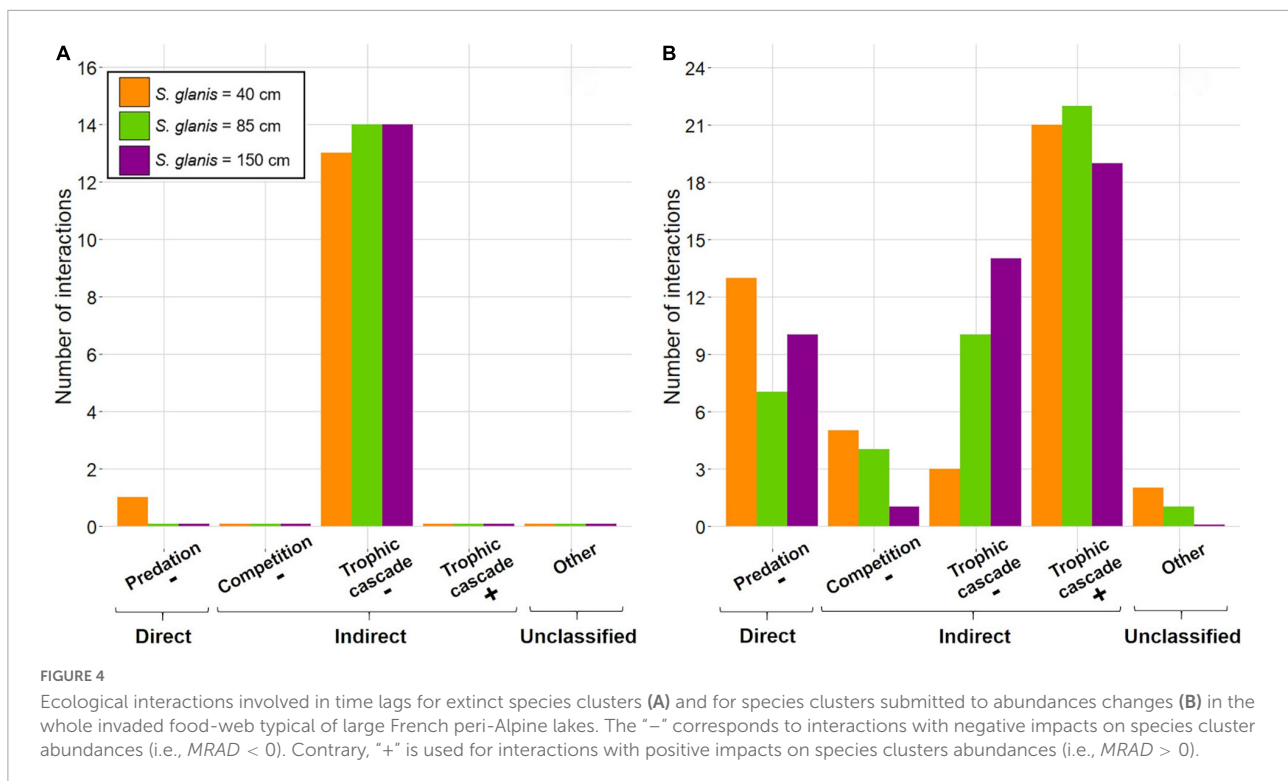 A
S. glanis = 40 cm
S. glanis = 85 cm
S. glanis = 150 cm
Number of interactions
16
14
12
10
8
6
4
2
0
Predation
-
Competition
-
Trophic
cascade
-
Trophic
cascade
+
Other
Direct
Indirect
Unclassified
B
Number of interactions
24
21
18
15
12
9
6
3
0
Predation
-
Competition
-
Trophic
cascade
-
Trophic
cascade
+
Other
Direct
Indirect
Unclassified
FIGURE 4
Ecological interactions involved in time lags for extinct species clusters (A) and for species clusters submitted to abundances changes (B) in the
whole invaded food-web typical of large French peri-Alpine lakes. The “–” corresponds to interactions with negative impacts on species cluster
abundances (i.e., MRAD < 0). Contrary, “+” is used for interactions with positive impacts on species clusters abundances (i.e., MRAD > 0).